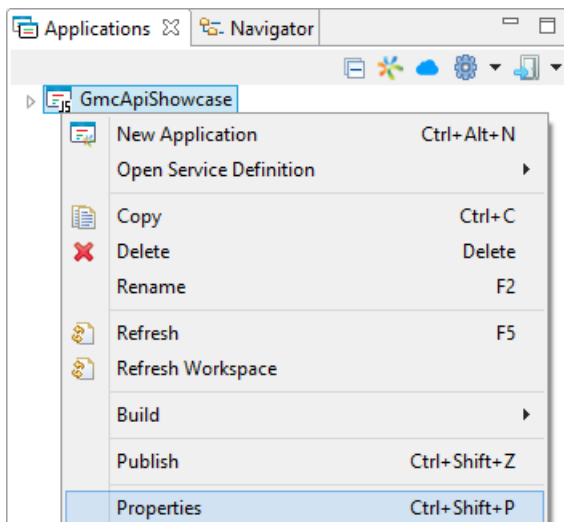 Applications Navigator
JS GmcApiShowcase
New Application Ctrl+Alt+N
Open Service Definition
Copy Ctrl+C
Delete Delete
Rename F2
Refresh F5
Refresh Workspace
Build
Publish Ctrl+Shift+Z
Properties Ctrl+Shift+P